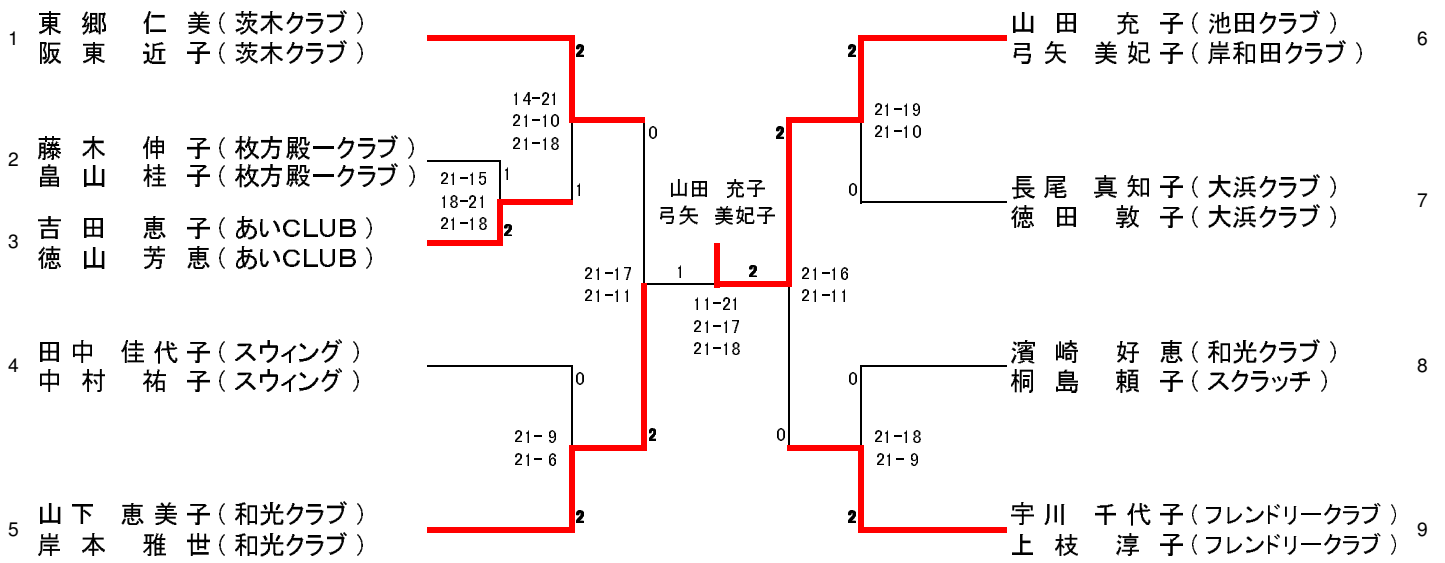 1
東郷 仁美(茨木クラブ)
阪東 近子(茨木クラブ)
2
藤木 伸子(枚方殿一クラブ)
畠山 桂子(枚方殿一クラブ)
3
吉田 恵子(あいCLUB)
徳山 芳恵(あいCLUB)
4
田中 佳代子(スウィング)
中村 祐子(スウィング)
5
山下 恵美子(和光クラブ)
岸本 雅世(和光クラブ)
2
14-21
21-10
21-18
1
21-15
18-21
21-18
1
2
0
21-17
21-11
0
21-9
21-6
2
2
山田 充子
弓矢 美妃子
1
2
11-21
21-17
21-18
2
21-19
21-10
2
0
21-16
21-11
0
0
21-18
21-9
2
山田 充子(池田クラブ)
弓矢 美妃子(岸和田クラブ)
6
長尾 真知子(大浜クラブ)
徳田 敦子(大浜クラブ)
7
濱崎 好恵(和光クラブ)
桐島 頼子(スクラッチ)
8
宇川 千代子(フレンドリークラブ)
上枝 淳子(フレンドリークラブ)
9